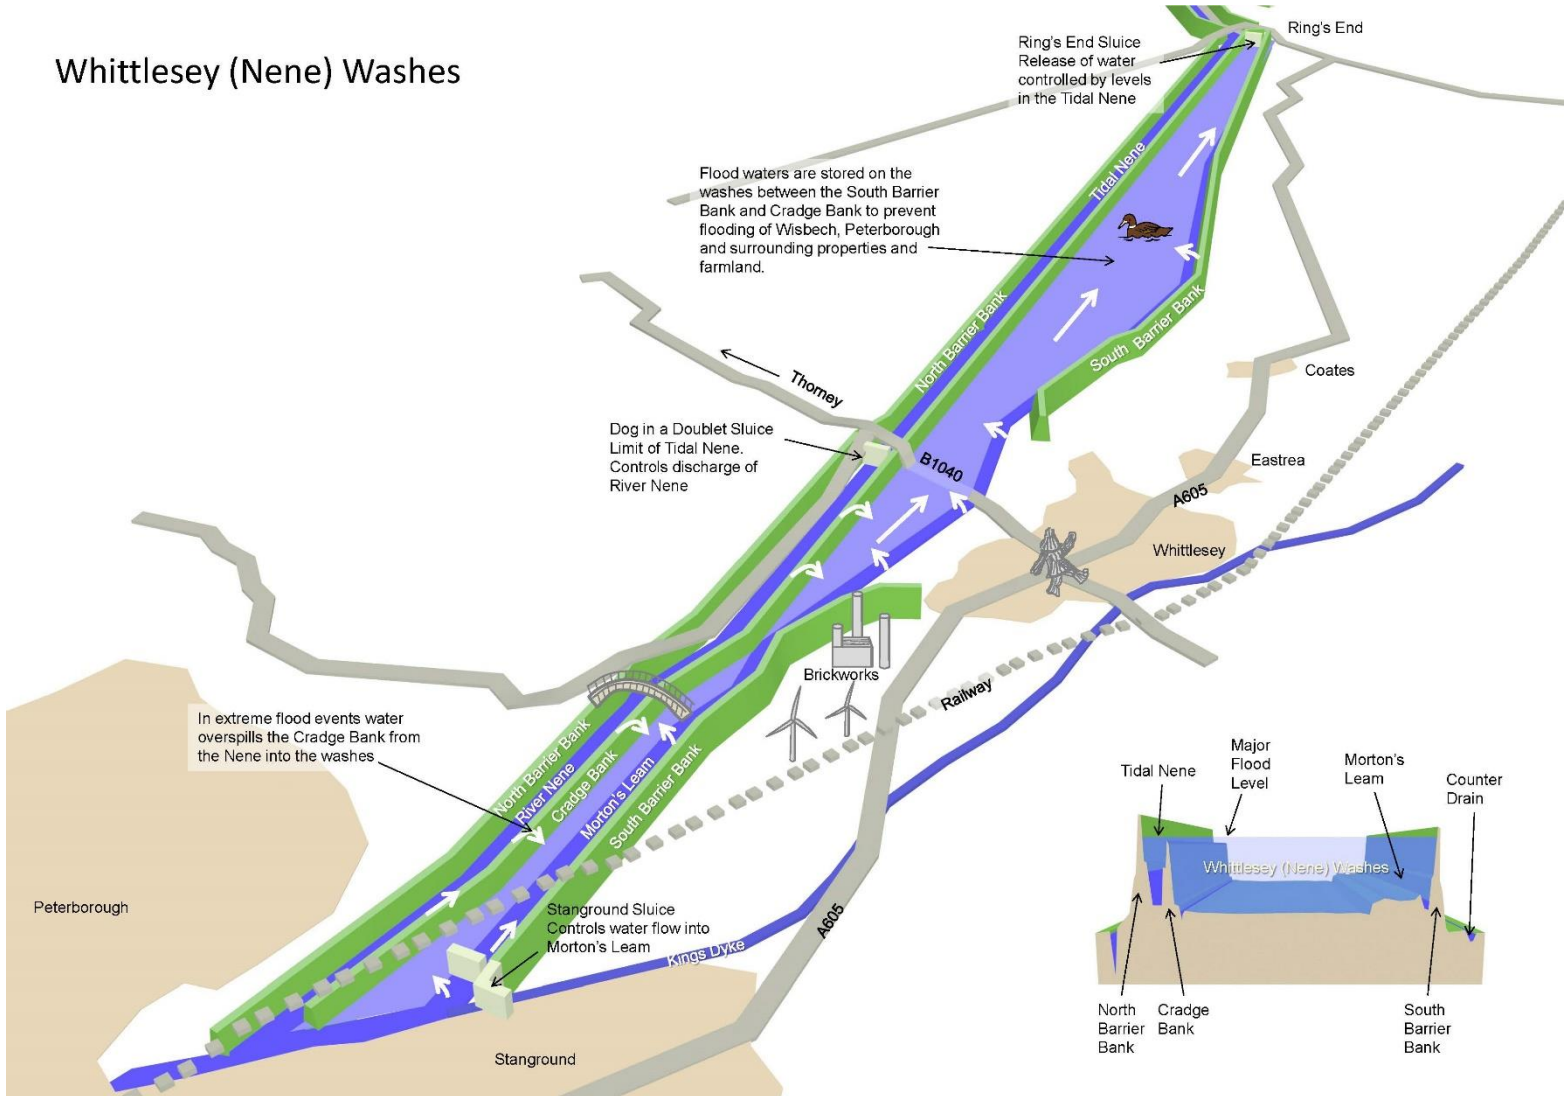 Whittlesey (Nene) Washes
Ring's End
Ring's End Sluice
Release of water
controlled by levels
in the Tidal Nene
Flood waters are stored on the
washes between the South Barrier
Bank and Cradge Bank to prevent
flooding of Wisbech, Peterborough
and surrounding properties and
farmland.
Tidal Nene
North Barrier Bank
South Barrier Bank
Thorney
Coates
Dog in a Doublet Sluice
Limit of Tidal Nene.
Controls discharge of
River Nene
B1040
Eastrea
A605
Whittlesey
Brickworks
Railway
In extreme flood events water
overspills the Cradge Bank from
the Nene into the washes
North Barrier Bank
River Nene
Cradge Bank
Morton's Leam
South Barrier Bank
Peterborough
Stanground Sluice
Controls water flow into
Morton's Leam
A605
Kings Dyke
Stanground
Tidal Nene
Major
Flood
Level
Morton's
Leam
Counter
Drain
Whittlesey (Nene) Washes
North
Barrier
Bank
Cradge
Bank
South
Barrier
Bank